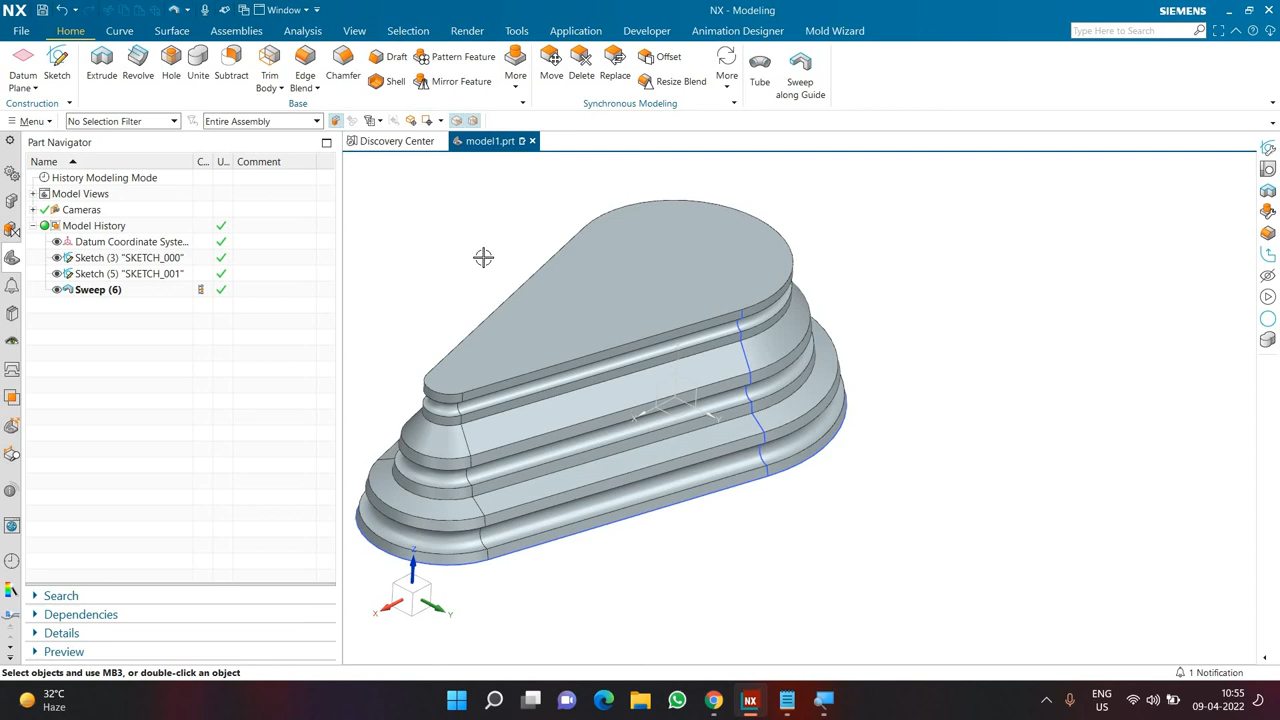 NX
Window
NX - Modeling
SIEMENS
File Home Curve Surface Assemblies Analysis View Selection Render Tools Application Developer Animation Designer Mold Wizard
Type Here to Search
Datum Plane
Sketch
Extrude
Revolve
Hole
Unite
Subtract
Trim Body
Edge Blend
Chamfer
Draft
Shell
Pattern Feature
Mirror Feature
More
Move
Delete
Replace
Offset
Resize Blend
More
Tube
Sweep along Guide
Construction
Base
Synchronous Modeling
Menu
No Selection Filter
Entire Assembly
Part Navigator
Discovery Center
model1.prt
Name C... U... Comment
History Modeling Mode
Model Views
Cameras
Model History
Datum Coordinate Syste...
Sketch (3) "SKETCH_000"
Sketch (5) "SKETCH_001"
Sweep (6)
X
Y
Z
X
Y
Search
Dependencies
Details
Preview
Select objects and use MB3, or double-click an object
1 Notification
32°C
Haze
NX
ENG
US
10:55
09-04-2022